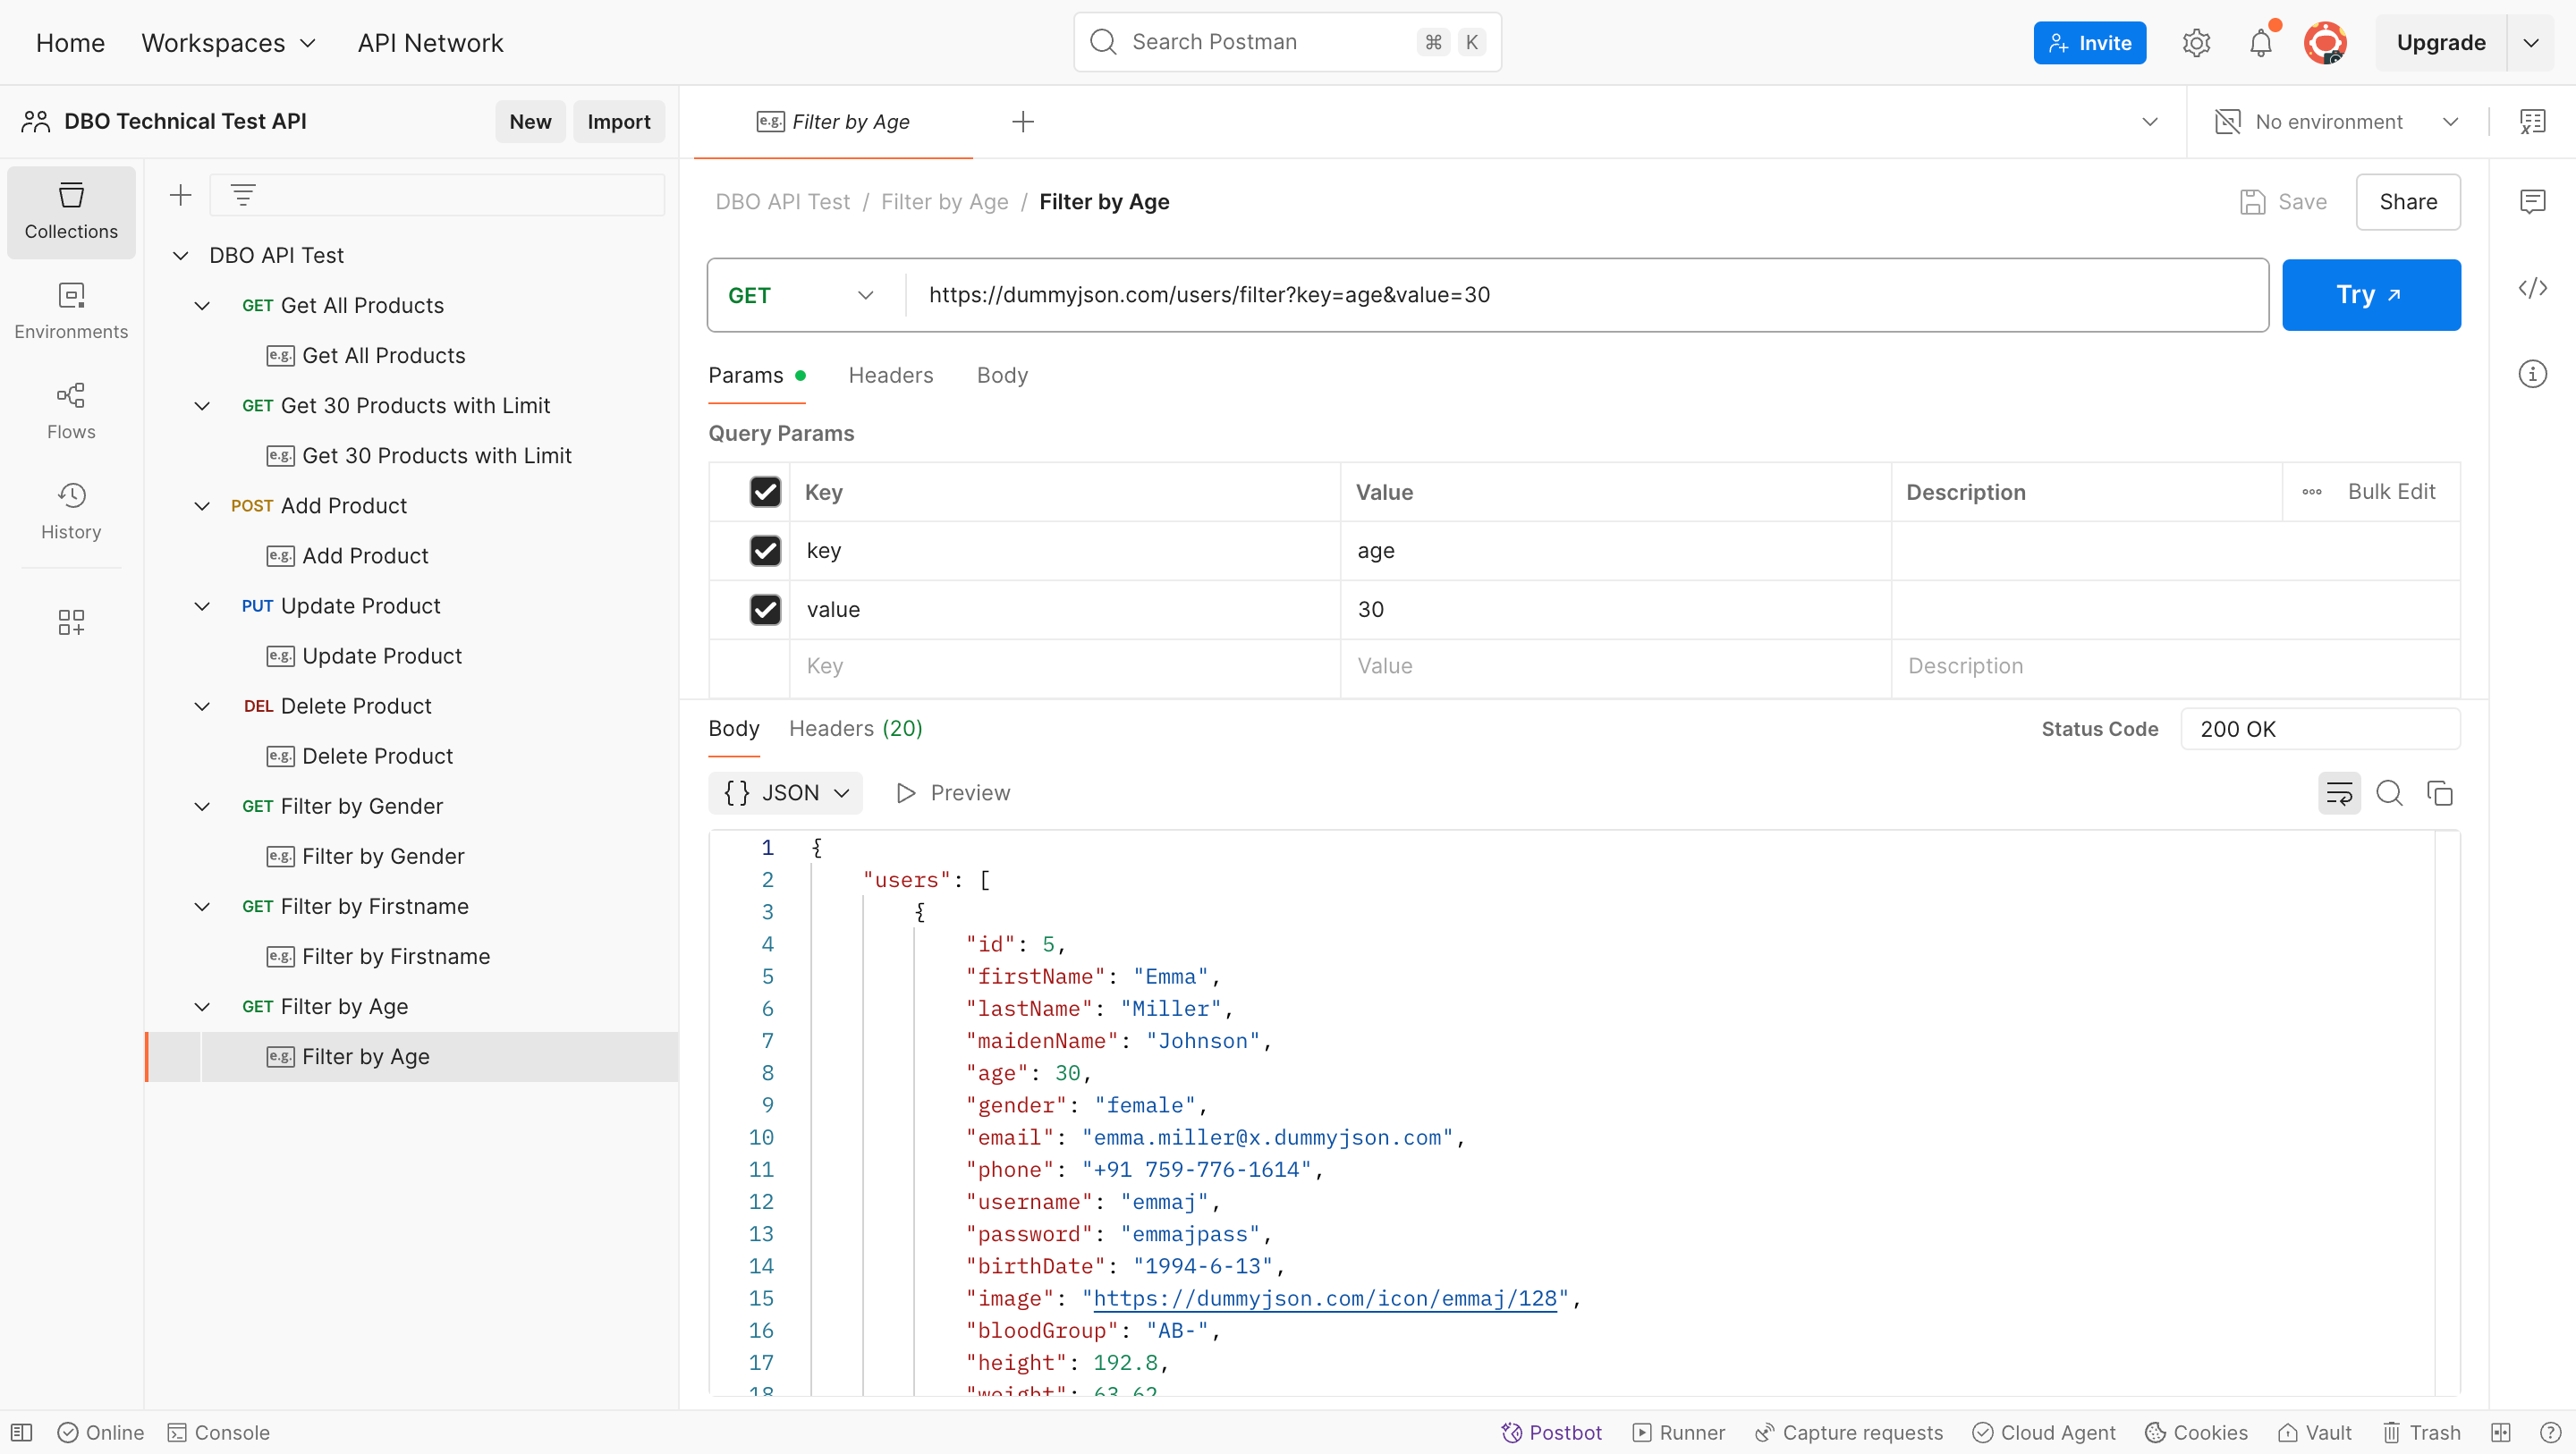 Home Workspaces API Network
Search Postman ⌘ K
Invite Upgrade
DBO Technical Test API New Import
e.g. Filter by Age
No environment
Collections
Environments
Flows
History
DBO API Test
GET Get All Products
e.g. Get All Products
GET Get 30 Products with Limit
e.g. Get 30 Products with Limit
POST Add Product
e.g. Add Product
PUT Update Product
e.g. Update Product
DEL Delete Product
e.g. Delete Product
GET Filter by Gender
e.g. Filter by Gender
GET Filter by Firstname
e.g. Filter by Firstname
GET Filter by Age
e.g. Filter by Age
DBO API Test / Filter by Age / Filter by Age
Save Share
GET https://dummyjson.com/users/filter?key=age&value=30
Try
Params Headers Body
Query Params
Key Value Description Bulk Edit
key age
value 30
Key Value Description
Body Headers (20)
Status Code 200 OK
{} JSON Preview
1 {
2 "users": [
3 {
4 "id": 5,
5 "firstName": "Emma",
6 "lastName": "Miller",
7 "maidenName": "Johnson",
8 "age": 30,
9 "gender": "female",
10 "email": "emma.miller@x.dummyjson.com",
11 "phone": "+91 759-776-1614",
12 "username": "emmaj",
13 "password": "emmajpass",
14 "birthDate": "1994-6-13",
15 "image": "https://dummyjson.com/icon/emmaj/128",
16 "bloodGroup": "AB-",
17 "height": 192.8,
18 "weight": 63.62
Online Console
Postbot Runner Capture requests Cloud Agent Cookies Vault Trash